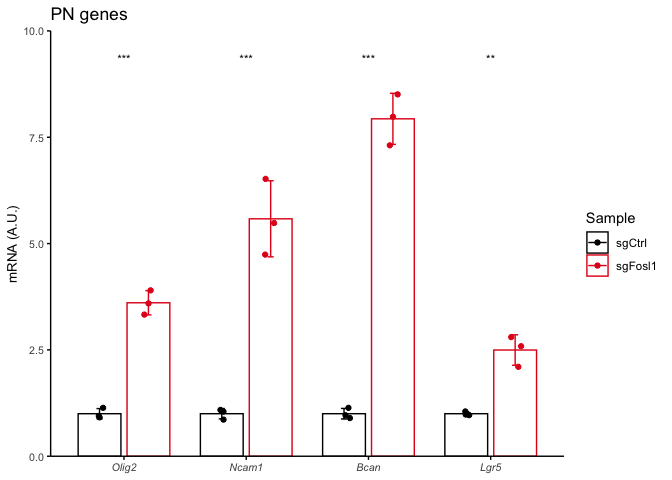 PN genes
10.0
7.5
5.0
2.5
0.0
mRNA (A.U.)
*** *** *** **
Olig2 Ncam1 Bcan Lgr5
Sample
sgCtrl
sgFosl1